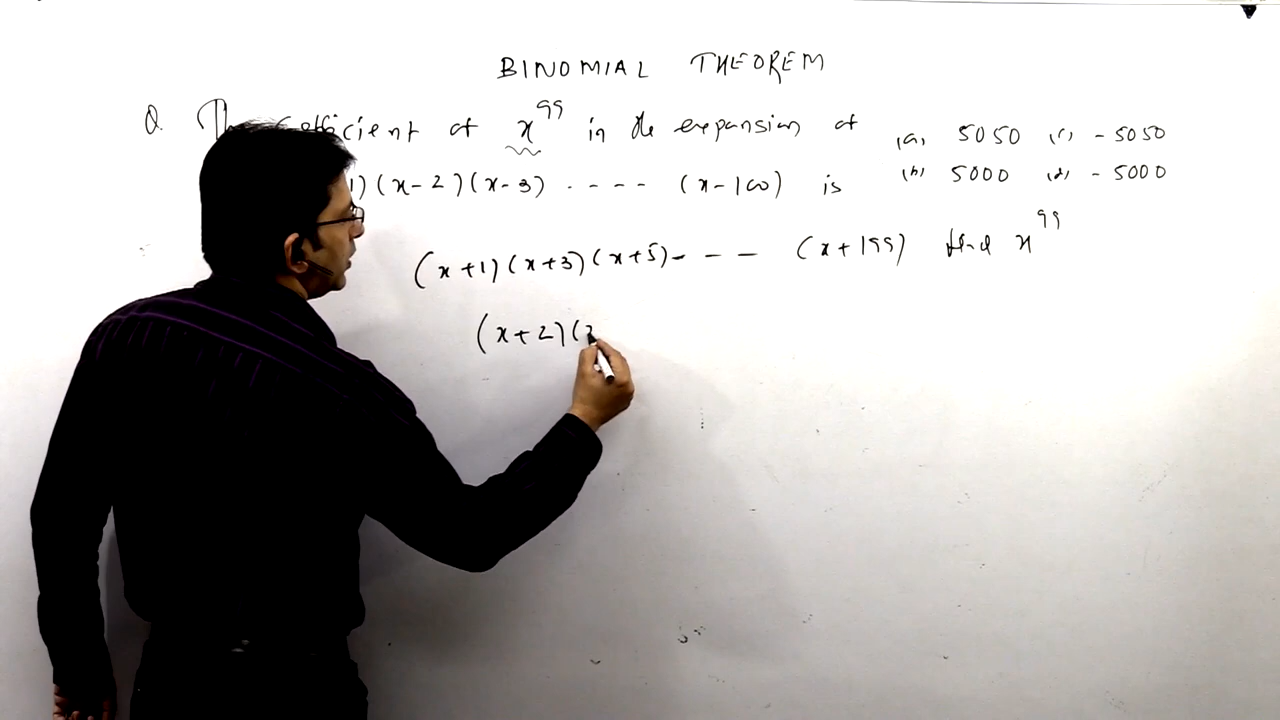 BINOMIAL THEOREM
Q. The coefficient of x^99 in the expansion of
1)(x-2)(x-3) ----- (x-100) is
(a) 5050 (c) -5050
(b) 5000 (d) -5000
(x+1)(x+3)(x+5)- -- (x+199) find x^99
(x+2)(